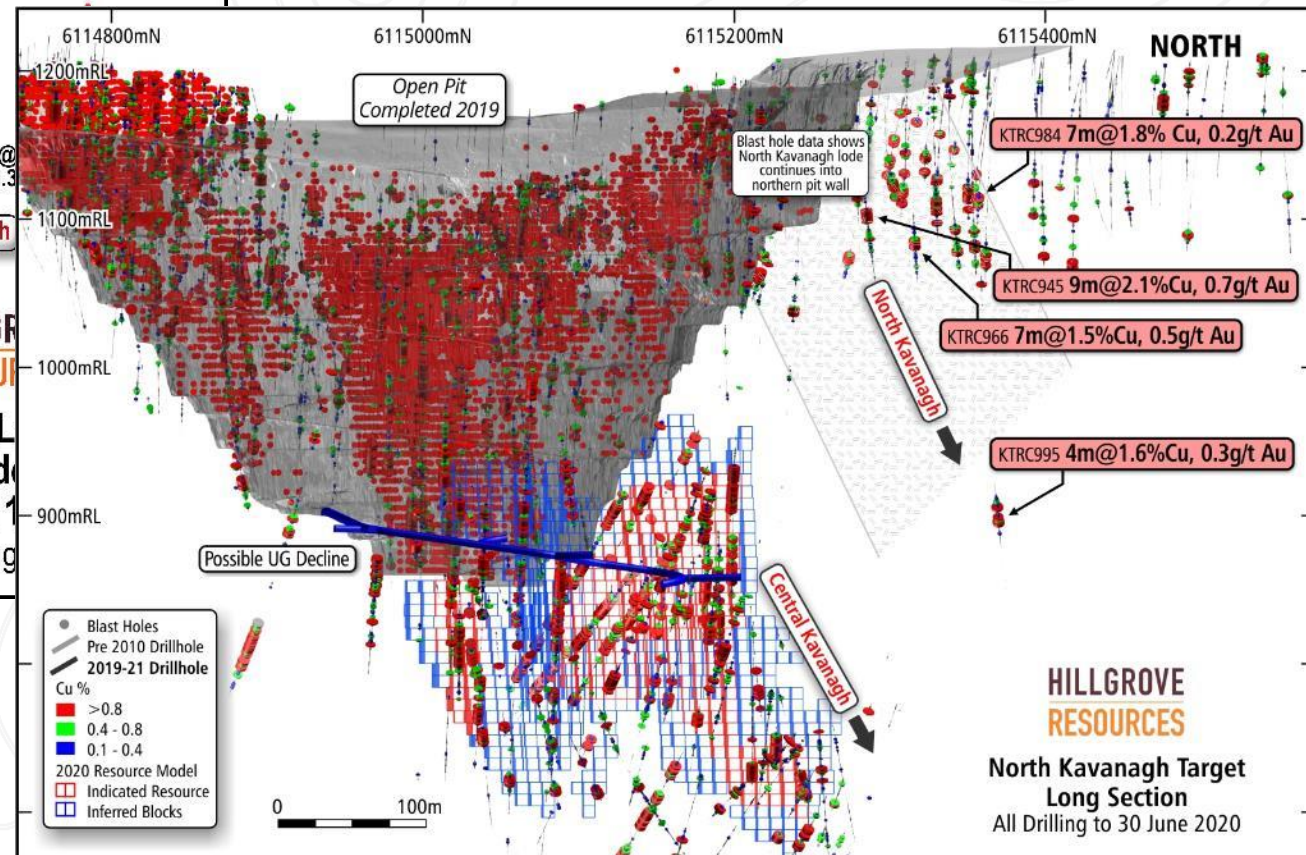 6114800mN
6115000mN
6115200mN
6115400mN
NORTH
1200mRL
Open Pit
Completed 2019
Blast hole data shows
North Kavanagh lode
continues into
northern pit wall
KTRC984 7m@1.8% Cu, 0.2g/t Au
1100mRL
KTRC945 9m@2.1%Cu, 0.7g/t Au
KTRC966 7m@1.5%Cu, 0.5g/t Au
North Kavanagh
1000mRL
KTRC995 4m@1.6%Cu, 0.3g/t Au
900mRL
Possible UG Decline
Central Kavanagh
Blast Holes
Pre 2010 Drillhole
2019-21 Drillhole
Cu %
>0.8
0.4 - 0.8
0.1 - 0.4
2020 Resource Model
Indicated Resource
Inferred Blocks
0 100m
HILLGROVE
RESOURCES
North Kavanagh Target
Long Section
All Drilling to 30 June 2020